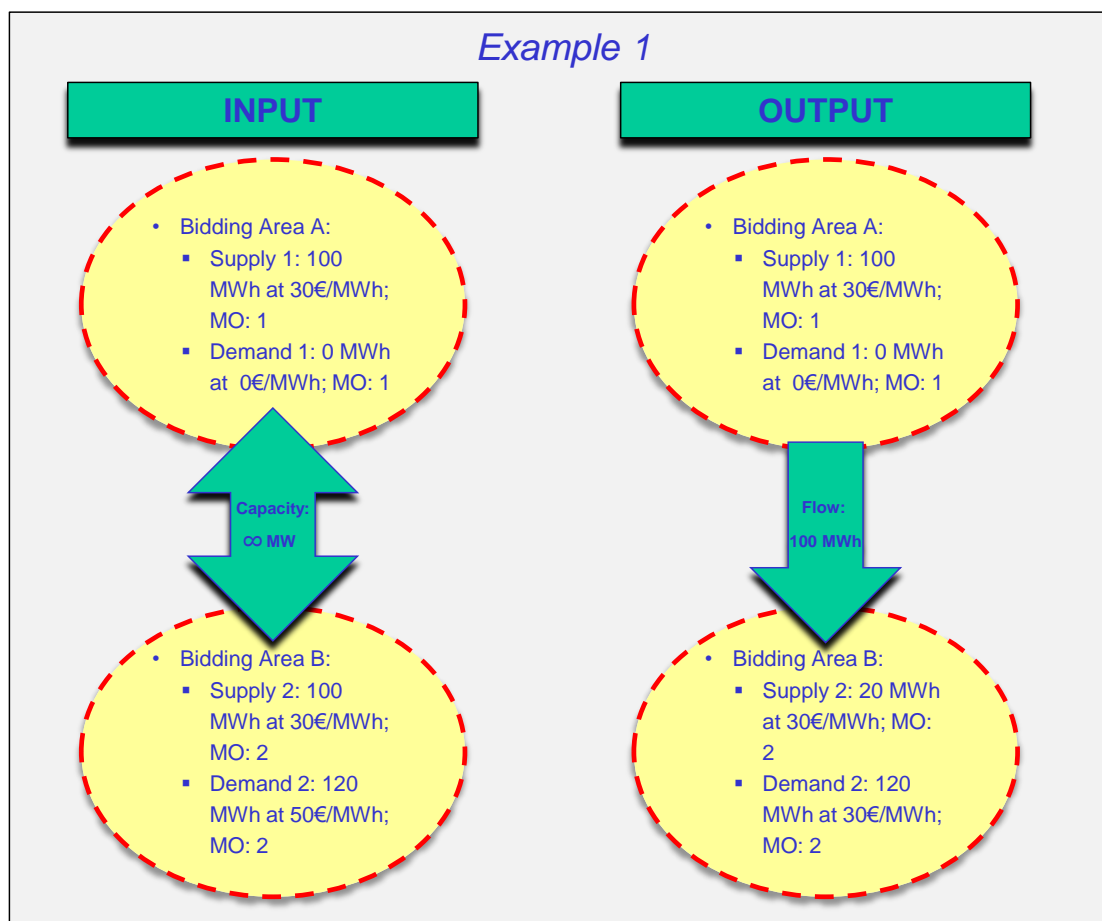 Example 1
INPUT
• Bidding Area A:
▪ Supply 1: 100
MWh at 30€/MWh;
MO: 1
▪ Demand 1: 0 MWh
at 0€/MWh; MO: 1
Capacity:
∞ MW
• Bidding Area B:
▪ Supply 2: 100
MWh at 30€/MWh;
MO: 2
▪ Demand 2: 120
MWh at 50€/MWh;
MO: 2
OUTPUT
• Bidding Area A:
▪ Supply 1: 100
MWh at 30€/MWh;
MO: 1
▪ Demand 1: 0 MWh
at 0€/MWh; MO: 1
Flow:
100 MWh
• Bidding Area B:
▪ Supply 2: 20 MWh
at 30€/MWh; MO:
2
▪ Demand 2: 120
MWh at 30€/MWh;
MO: 2